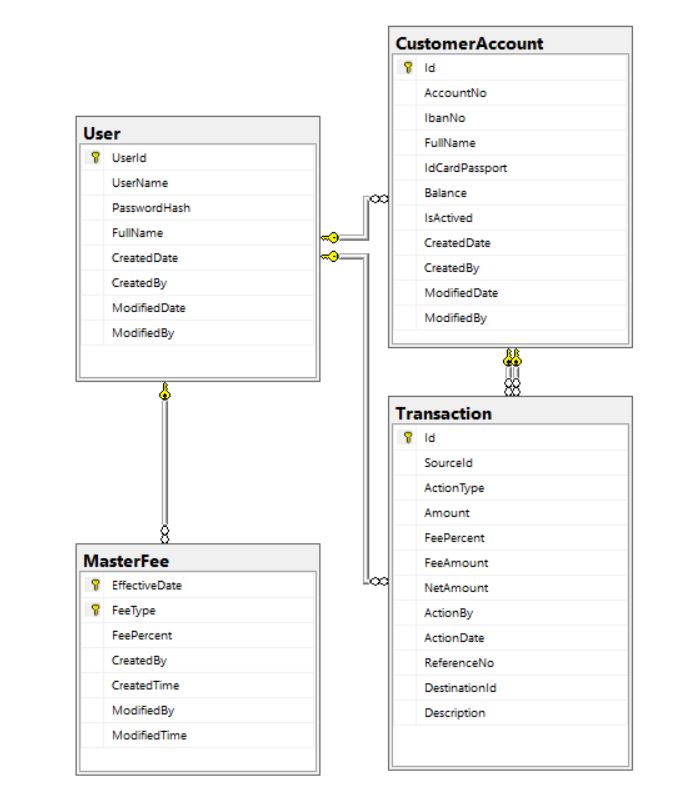 User
UserId
UserName
PasswordHash
FullName
CreatedDate
CreatedBy
ModifiedDate
ModifiedBy
CustomerAccount
Id
AccountNo
IbanNo
FullName
IdCardPassport
Balance
IsActived
CreatedDate
CreatedBy
ModifiedDate
ModifiedBy
MasterFee
EffectiveDate
FeeType
FeePercent
CreatedBy
CreatedTime
ModifiedBy
ModifiedTime
Transaction
Id
SourceId
ActionType
Amount
FeePercent
FeeAmount
NetAmount
ActionBy
ActionDate
ReferenceNo
DestinationId
Description